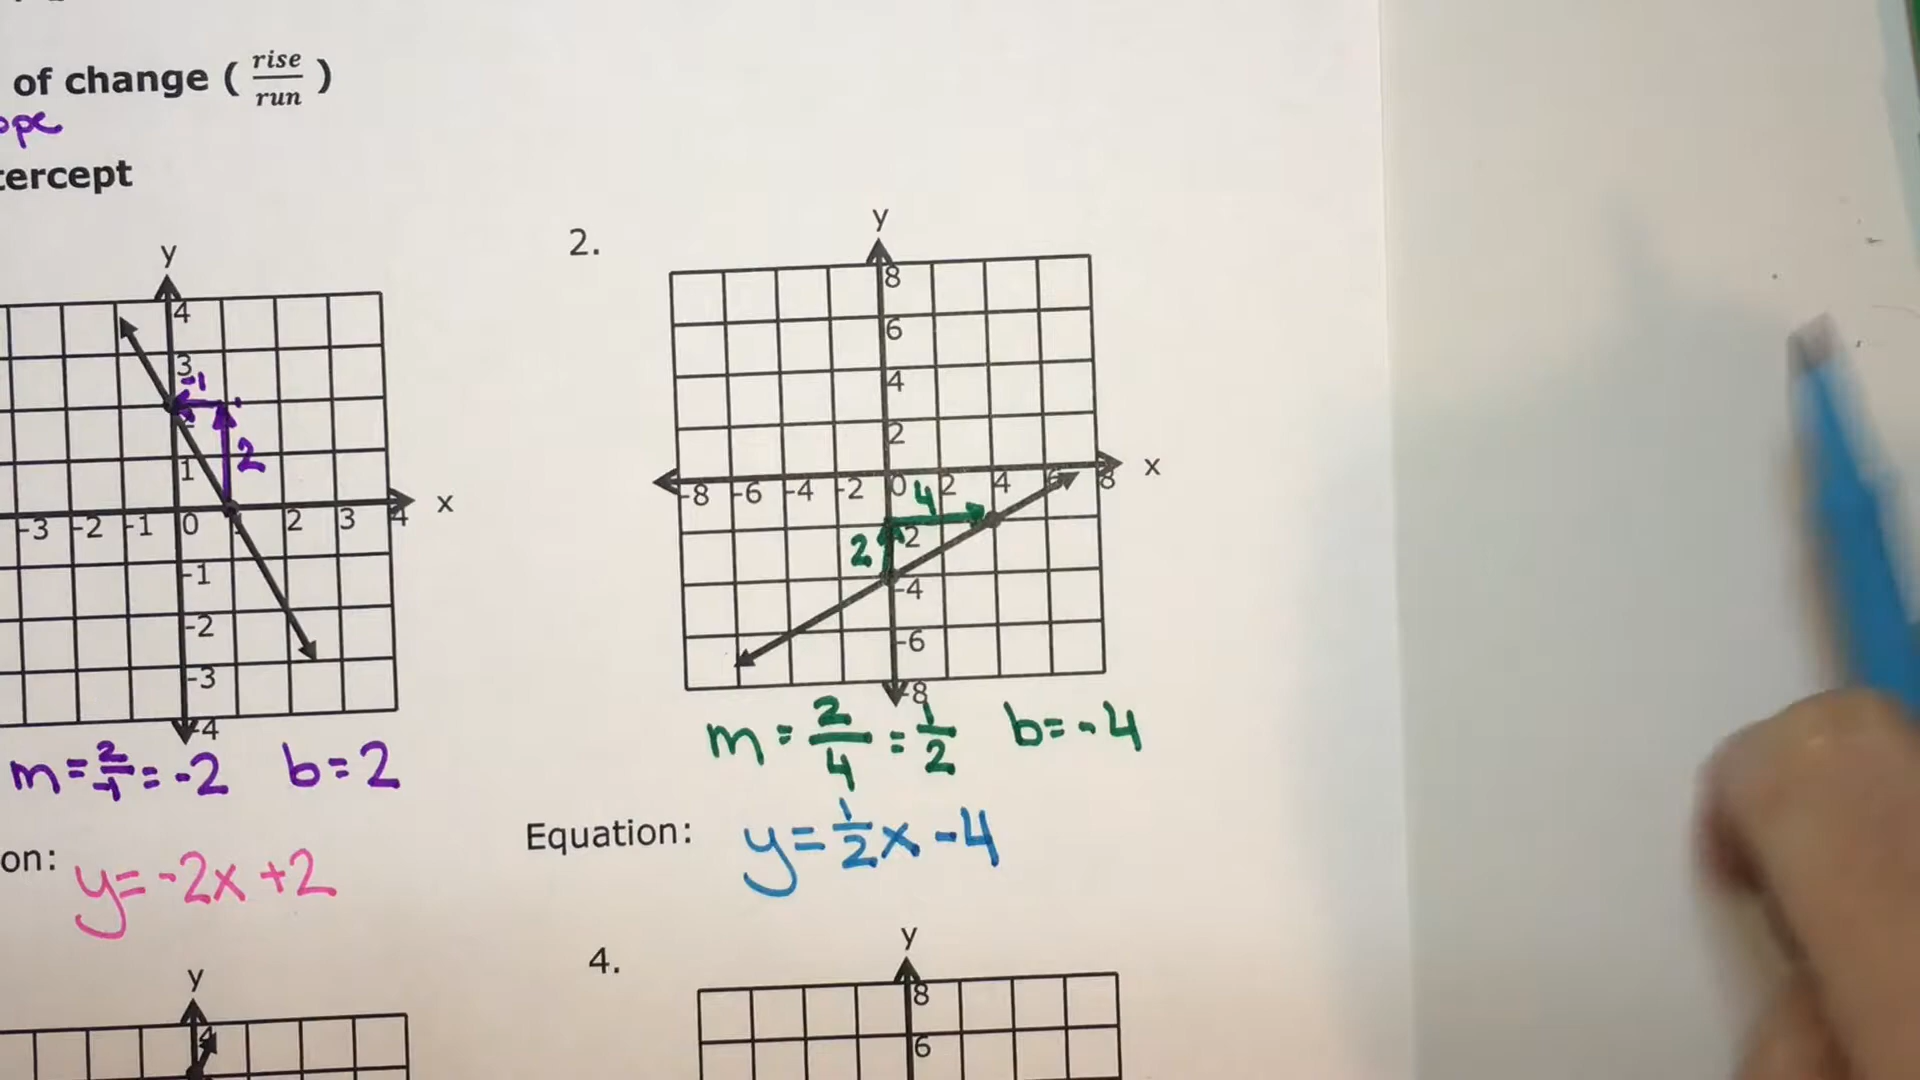 of change ( rise/run )
ope
tercept
y
4
3
-1
2
1
x
-3 -2 -1 0 2 3 4
-1
-2
-3
-4
m = 2/-1 = -2 b = 2
on: y = -2x + 2
2.
y
8
6
4
2
x
-8 -6 -4 -2 0 2 4 6 8
4
2 -2
-4
-6
-8
m = 2/4 = 1/2 b = -4
Equation: y = 1/2x - 4
y
4
4.
y
8
6